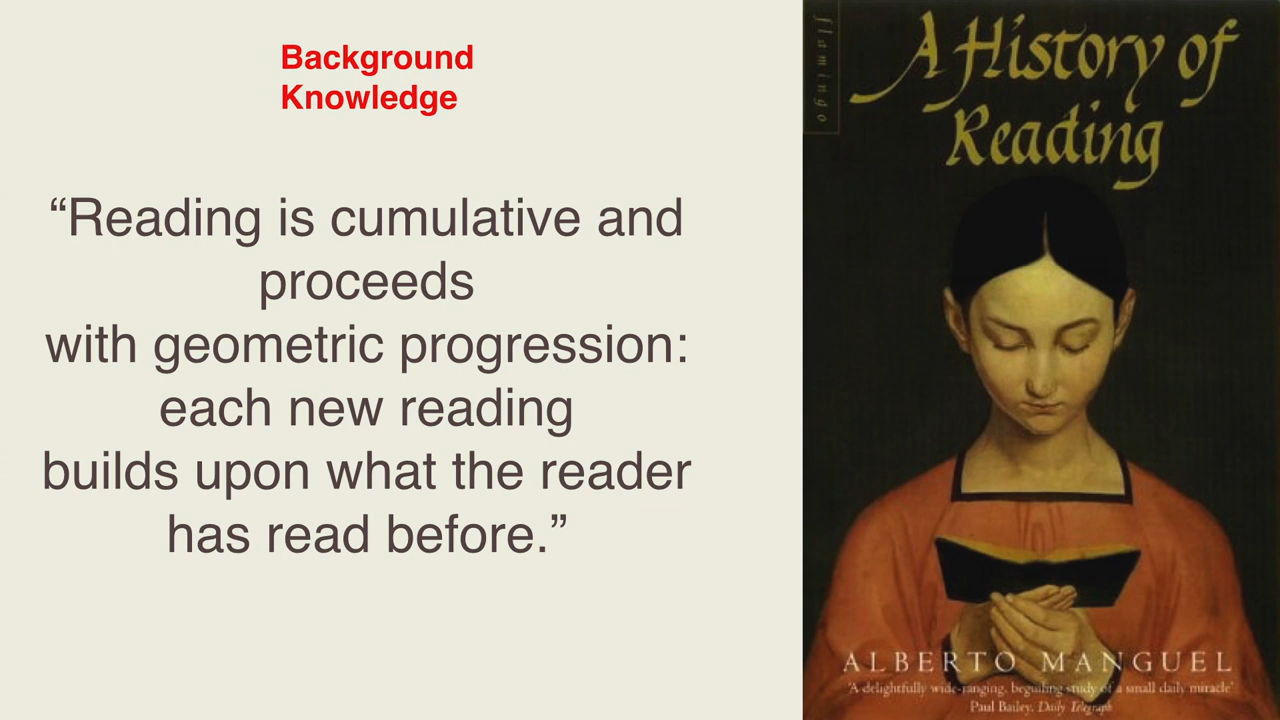 Background
Knowledge
“Reading is cumulative and
proceeds
with geometric progression:
each new reading
builds upon what the reader
has read before.”
flamingo
A History of
Reading
ALBERTO MANGUEL
‘A delightfully wide-ranging, beguiling study of a small daily miracle’
Paul Bailey, Daily Telegraph